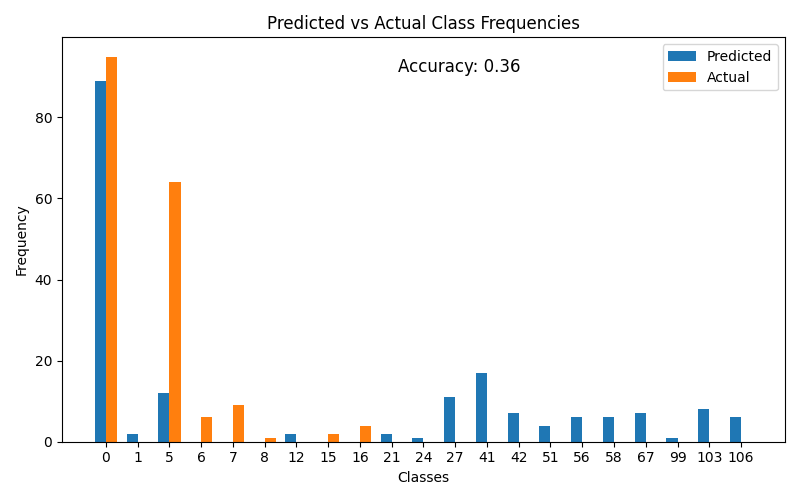 Predicted vs Actual Class Frequencies
Accuracy: 0.36
Predicted
Actual
Frequency
80
60
40
20
0
0 1 5 6 7 8 12 15 16 21 24 27 41 42 51 56 58 67 99 103 106
Classes